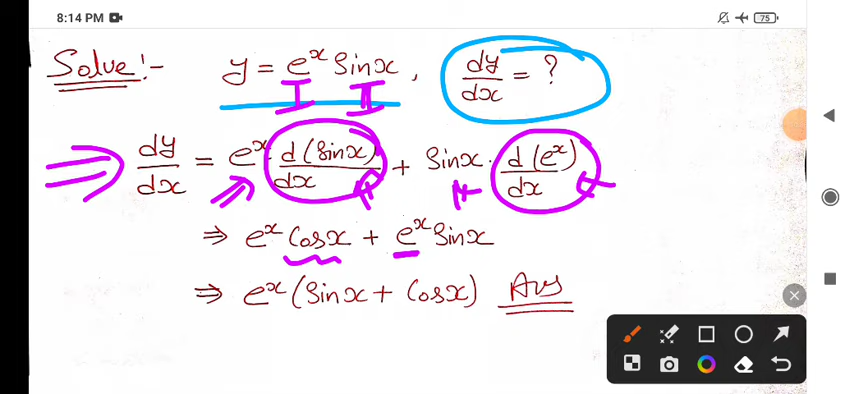 8:14 PM 75
Solve:- y = e^x Sinx, dy/dx = ?
I II
⇒ dy/dx = e^x · d(Sinx)/dx + Sinx · d(e^x)/dx
⇒ e^x Cosx + e^x Sinx
⇒ e^x (Sinx + Cosx) Ans